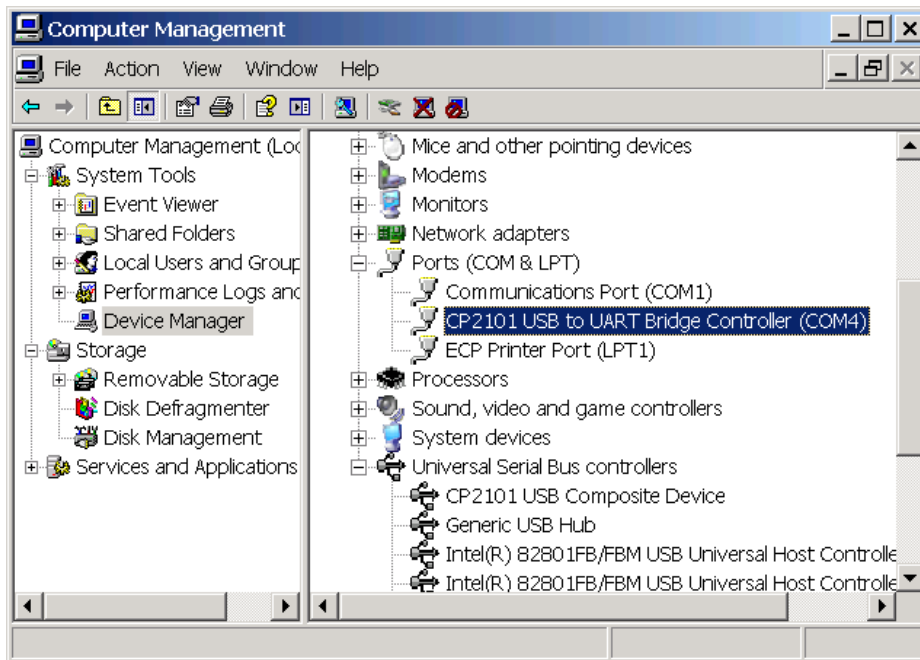 Computer Management
File Action View Window Help
Computer Management (Loc
System Tools
Event Viewer
Shared Folders
Local Users and Group
Performance Logs and
Device Manager
Storage
Removable Storage
Disk Defragmenter
Disk Management
Services and Applications
Mice and other pointing devices
Modems
Monitors
Network adapters
Ports (COM & LPT)
Communications Port (COM1)
CP2101 USB to UART Bridge Controller (COM4)
ECP Printer Port (LPT1)
Processors
Sound, video and game controllers
System devices
Universal Serial Bus controllers
CP2101 USB Composite Device
Generic USB Hub
Intel(R) 82801FB/FBM USB Universal Host Controlle
Intel(R) 82801FB/FBM USB Universal Host Controlle